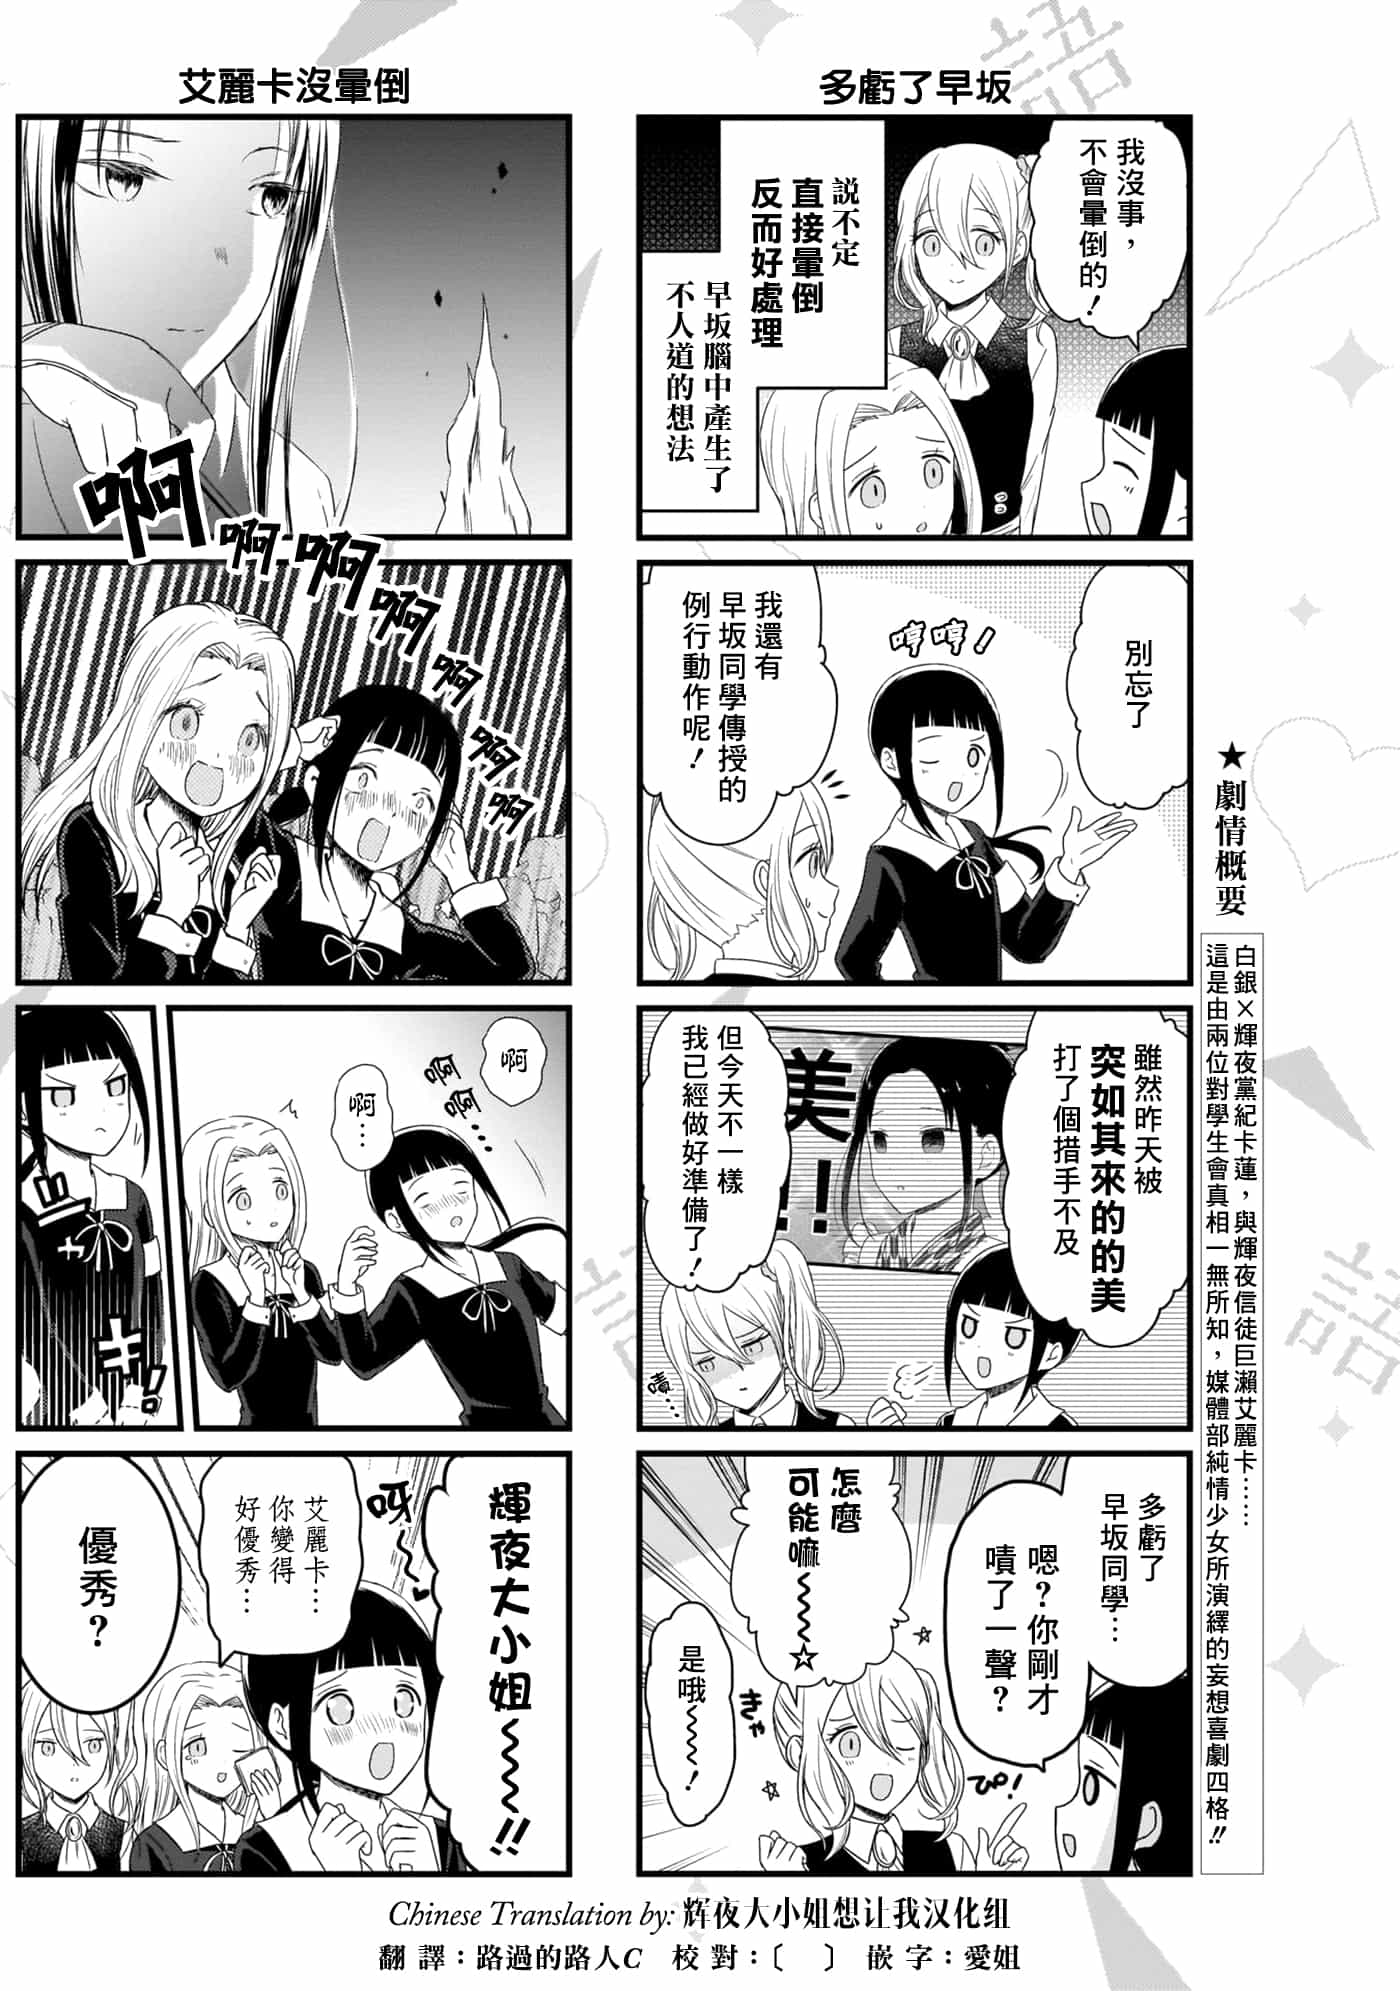 ★劇情概要
白銀×輝夜黨紀卡蓮，與輝夜信徒巨瀨艾麗卡……
這是由兩位對學生會真相一無所知，媒體部純情少女所演繹的妄想喜劇四格!!
多虧了早坂
我沒事，
不會暈倒的！
說不定
直接暈倒
反而好處理
早坂腦中產生了
不人道的想法
別忘了
哼哼！
我還有
早坂同學傳授的
例行動作呢！
雖然昨天被
突如其來的的美
打了個措手不及
美
但今天不一樣
我已經做好準備了！
嘖……
多虧了
早坂同學…
嗯？你剛才
嘖了一聲？
怎麼
可能嘛～～☆
ぴっ！
きゃ
是哦～～！
艾麗卡沒暈倒
啊啊啊啊啊啊啊
啊
啊啊……
啊…
キャ
キ！
輝夜大小姐～～!!
呀～
艾麗卡…
你變得
好優秀…
優秀？
Chinese Translation by: 辉夜大小姐想让我汉化组
翻譯：路過的路人C 校對：〔 〕 嵌字：愛姐